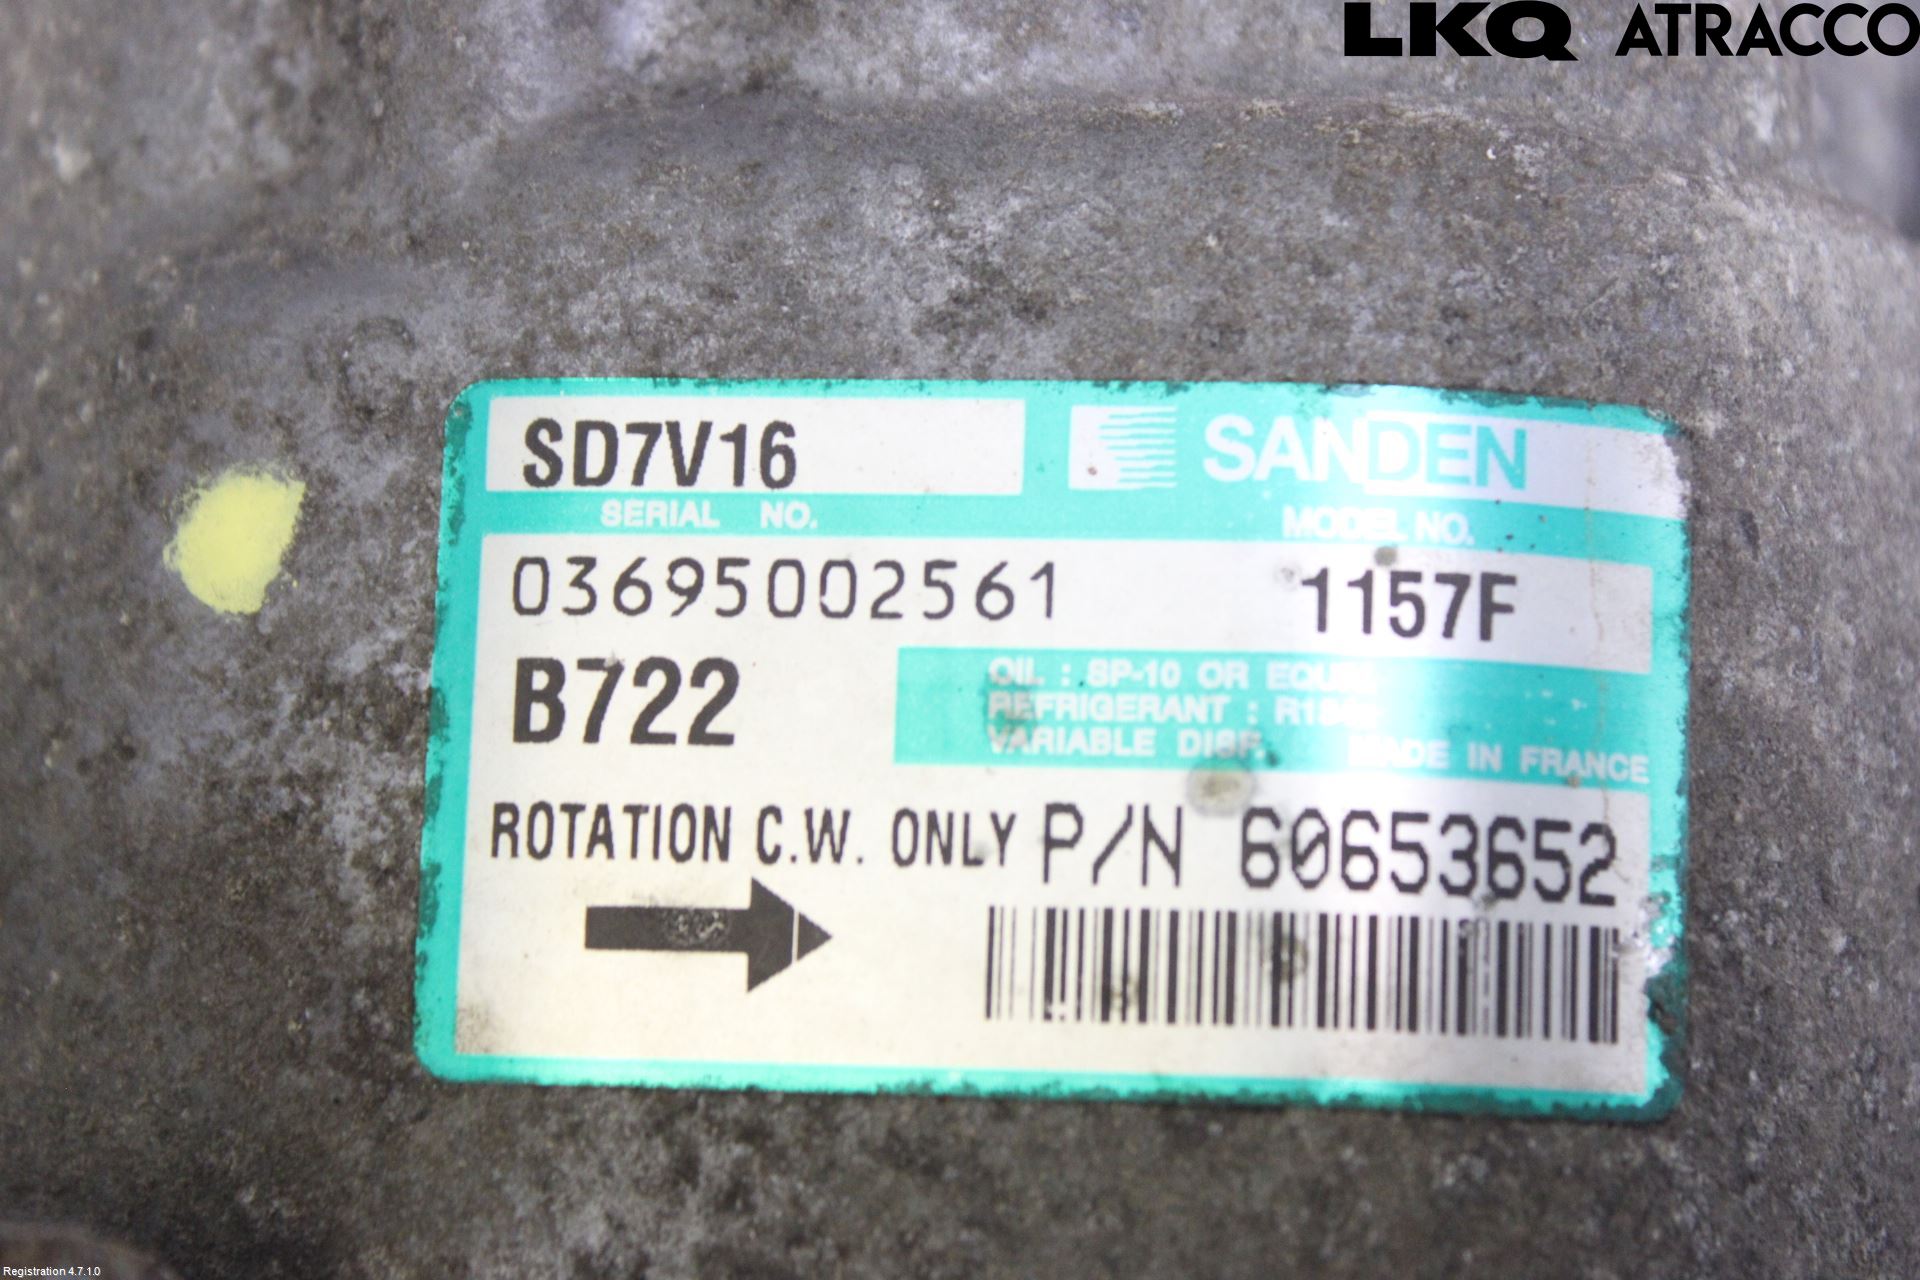 LKQ ATRACCO
SD7V16 SANDEN
SERIAL NO. MODEL NO.
03695002561 1157F
B722
OIL : SP-10 OR
REFRIGERANT :
VARIABLE DISP. MADE IN FRANCE
ROTATION C.W. ONLY P/N 60653652
Registration 4.7.1.0